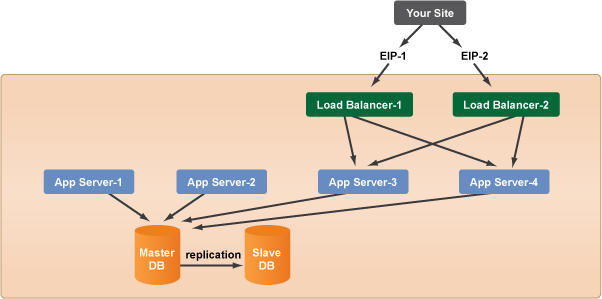 Your Site
EIP-1
EIP-2
Load Balancer-1
Load Balancer-2
App Server-1
App Server-2
App Server-3
App Server-4
Master
DB
replication
Slave
DB